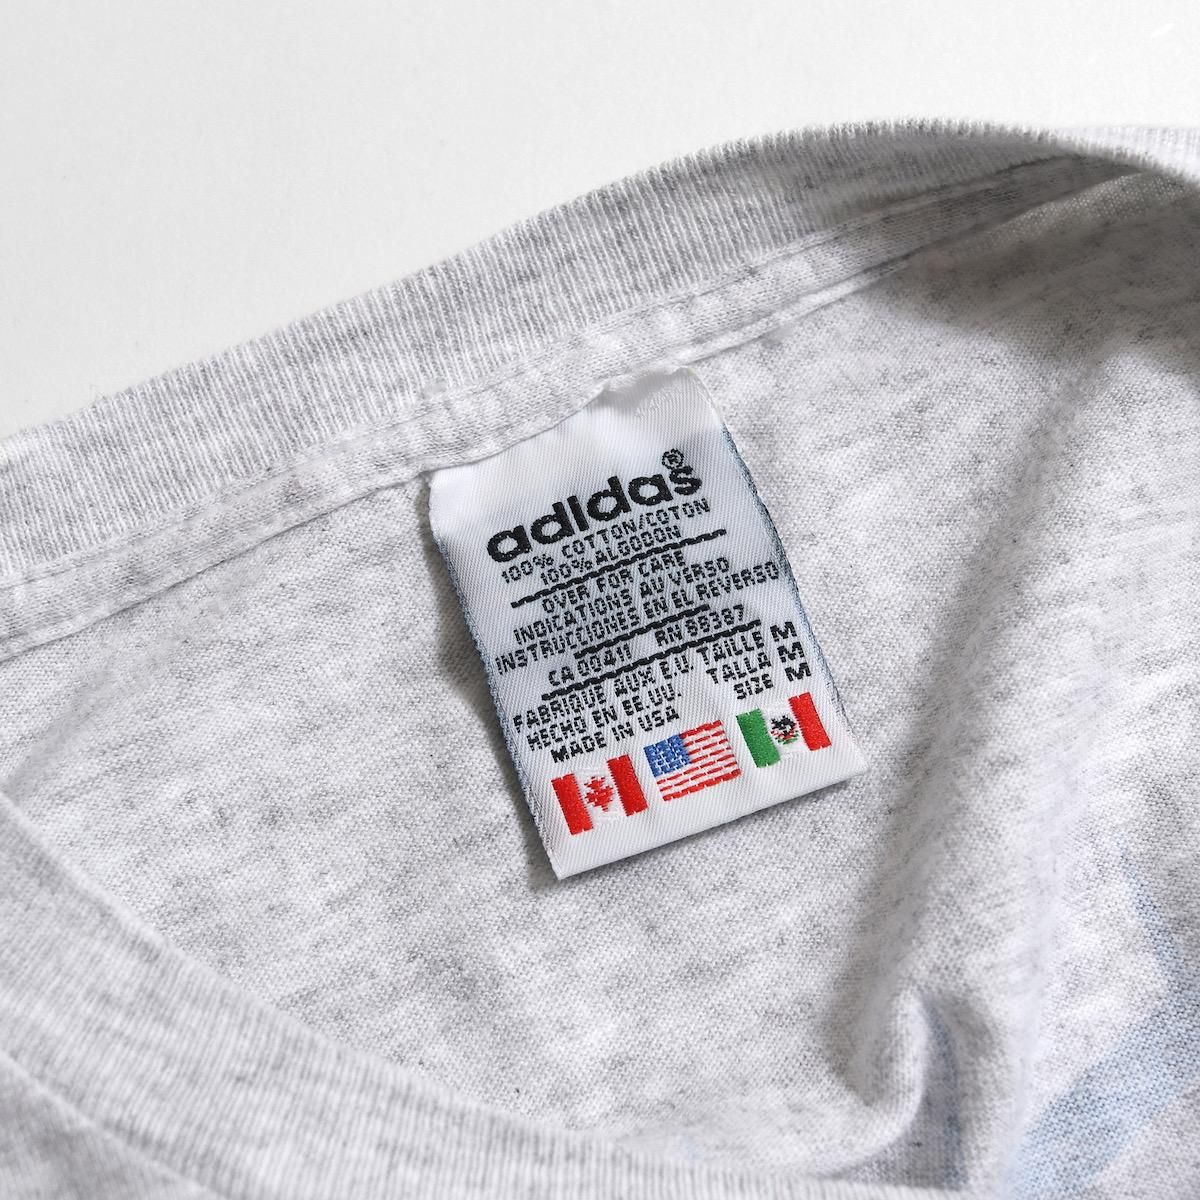 adidas®
100% COTTON/COTON
100% ALGODON
OVER FOR CARE
INDICATIONS AU VERSO
INSTRUCCIONES EN EL REVERSO
CA 00411 RN 88387
FABRIQUE AUX E.U. TAILLE M
HECHO EN EE.UU. TALLA M
MADE IN USA SIZE M